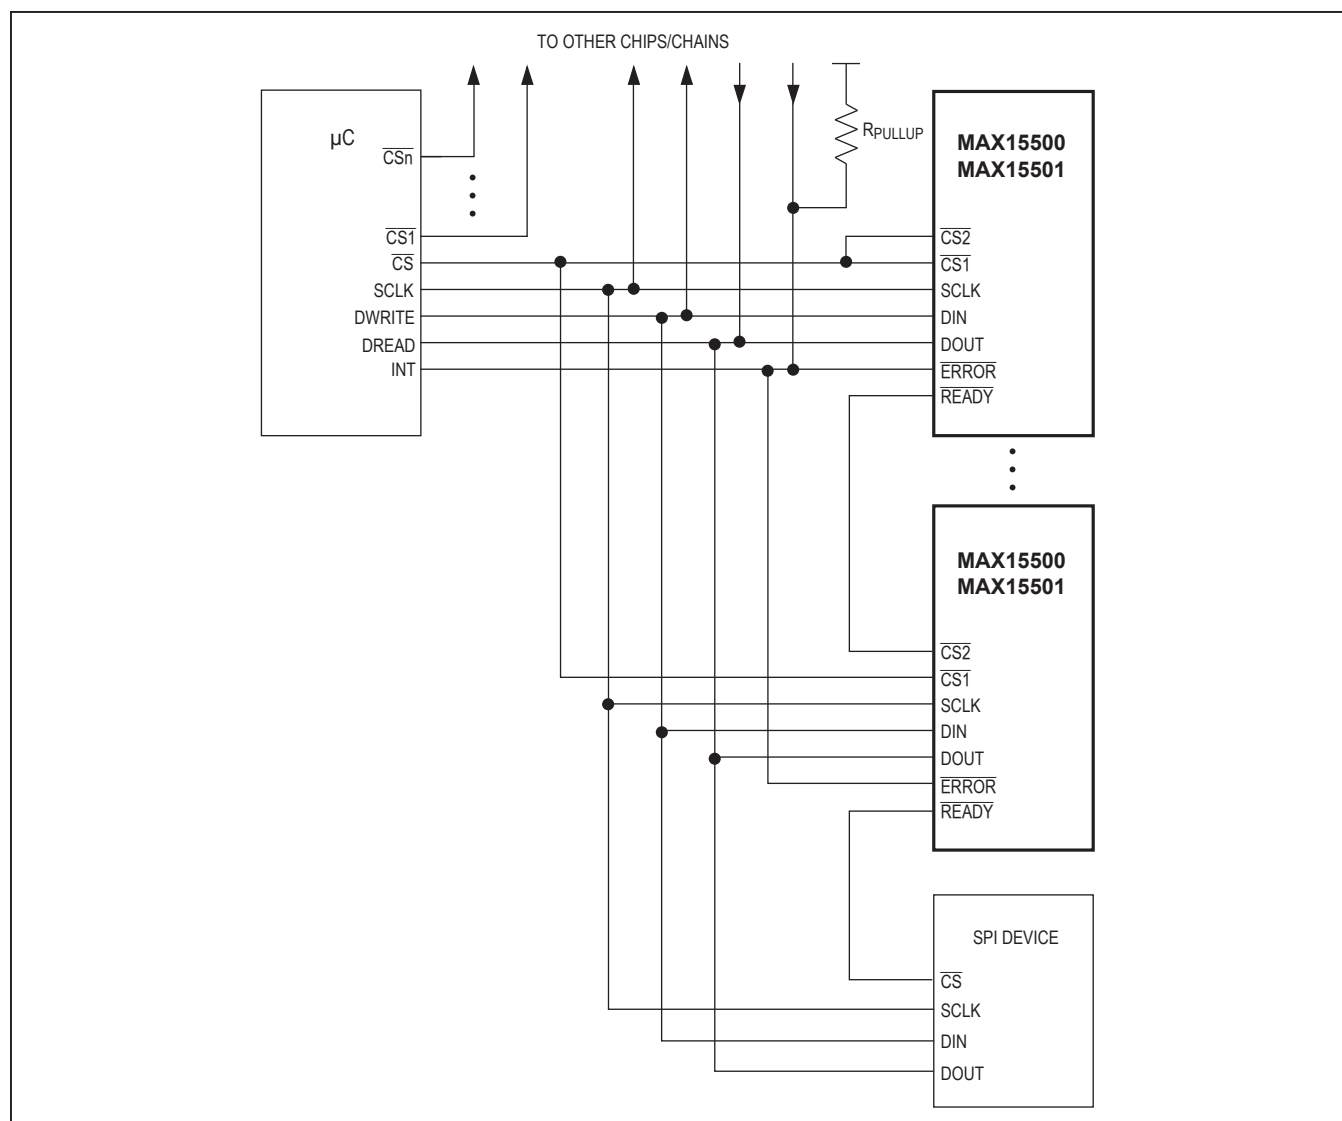 TO OTHER CHIPS/CHAINS
µC
CSn
CS1
CS
SCLK
DWRITE
DREAD
INT
RPULLUP
MAX15500
MAX15501
CS2
CS1
SCLK
DIN
DOUT
ERROR
READY
MAX15500
MAX15501
CS2
CS1
SCLK
DIN
DOUT
ERROR
READY
SPI DEVICE
CS
SCLK
DIN
DOUT